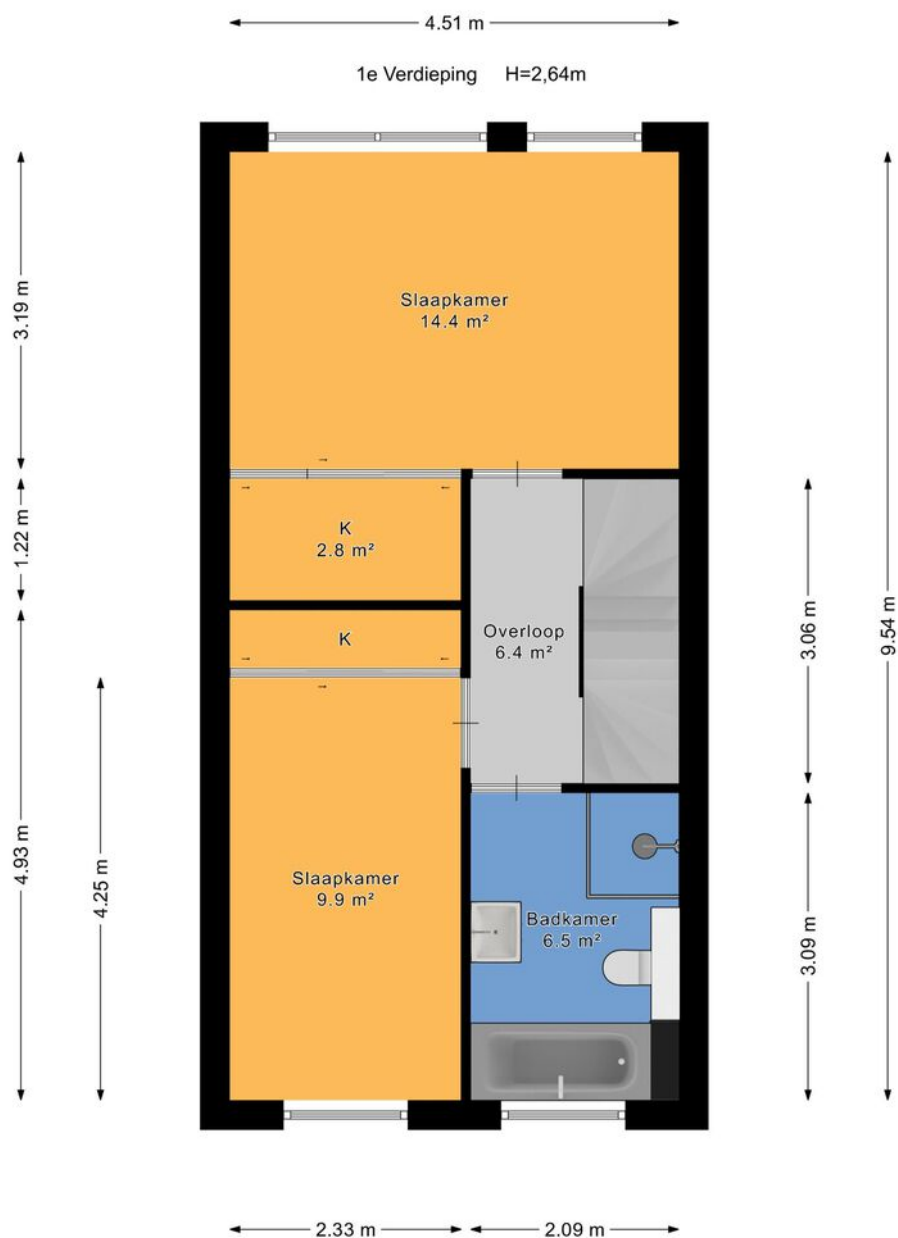 4.51 m
1e Verdieping H=2,64m
3.19 m
Slaapkamer
14.4 m²
1.22 m
K
2.8 m²
Overloop
6.4 m²
3.06 m
9.54 m
K
4.93 m
4.25 m
Slaapkamer
9.9 m²
Badkamer
6.5 m²
3.09 m
2.33 m
2.09 m